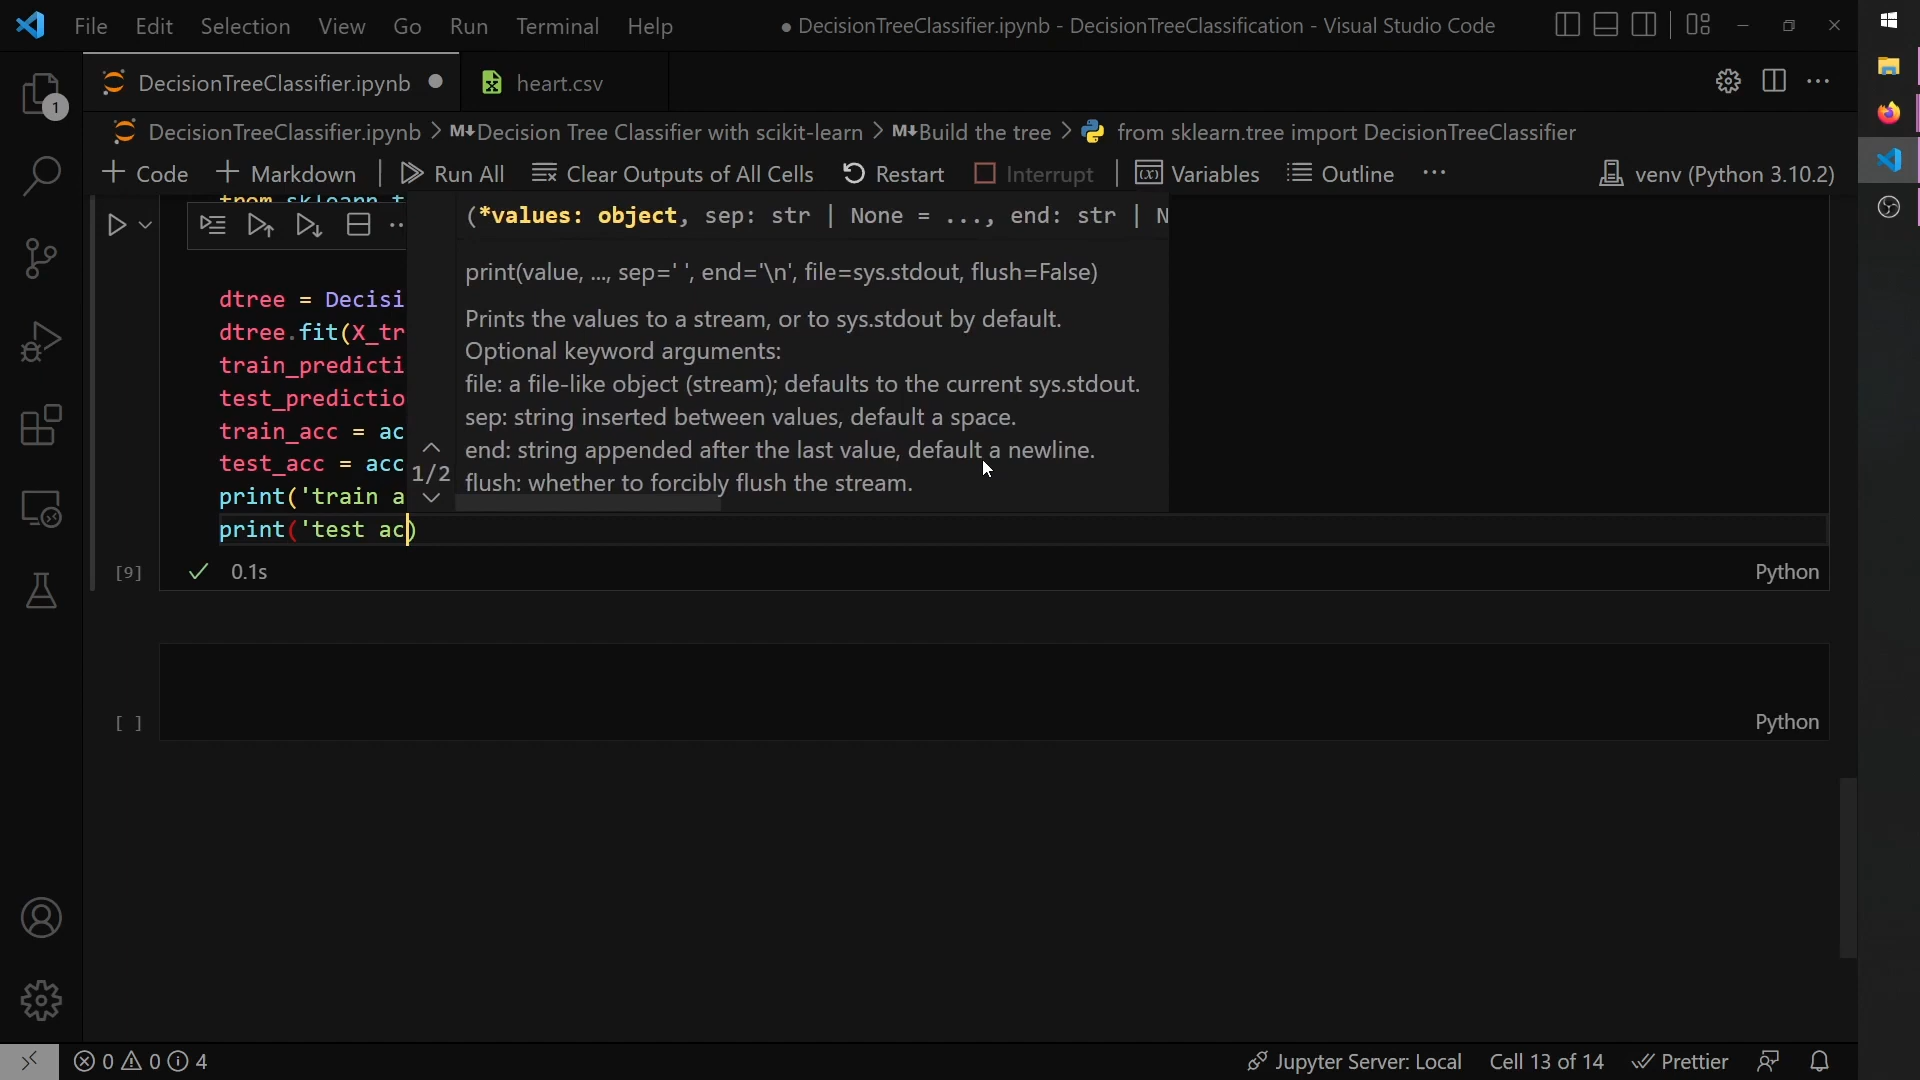 File Edit Selection View Go Run Terminal Help ● DecisionTreeClassifier.ipynb - DecisionTreeClassification - Visual Studio Code
DecisionTreeClassifier.ipynb ● heart.csv
1
DecisionTreeClassifier.ipynb > M↓Decision Tree Classifier with scikit-learn > M↓Build the tree > from sklearn.tree import DecisionTreeClassifier
+ Code + Markdown | Run All Clear Outputs of All Cells Restart Interrupt | Variables Outline ... venv (Python 3.10.2)
from sklearn.t
(*values: object, sep: str | None = ..., end: str | N
print(value, ..., sep=' ', end='\n', file=sys.stdout, flush=False)
dtree = Decisi
Prints the values to a stream, or to sys.stdout by default.
dtree.fit(X_tr
Optional keyword arguments:
train_predicti
file: a file-like object (stream); defaults to the current sys.stdout.
test_predictio
sep: string inserted between values, default a space.
train_acc = ac
end: string appended after the last value, default a newline.
test_acc = acc
1/2
flush: whether to forcibly flush the stream.
print('train a
print('test ac)
[9] ✓ 0.1s Python
[ ] Python
0 0 4 Jupyter Server: Local Cell 13 of 14 Prettier